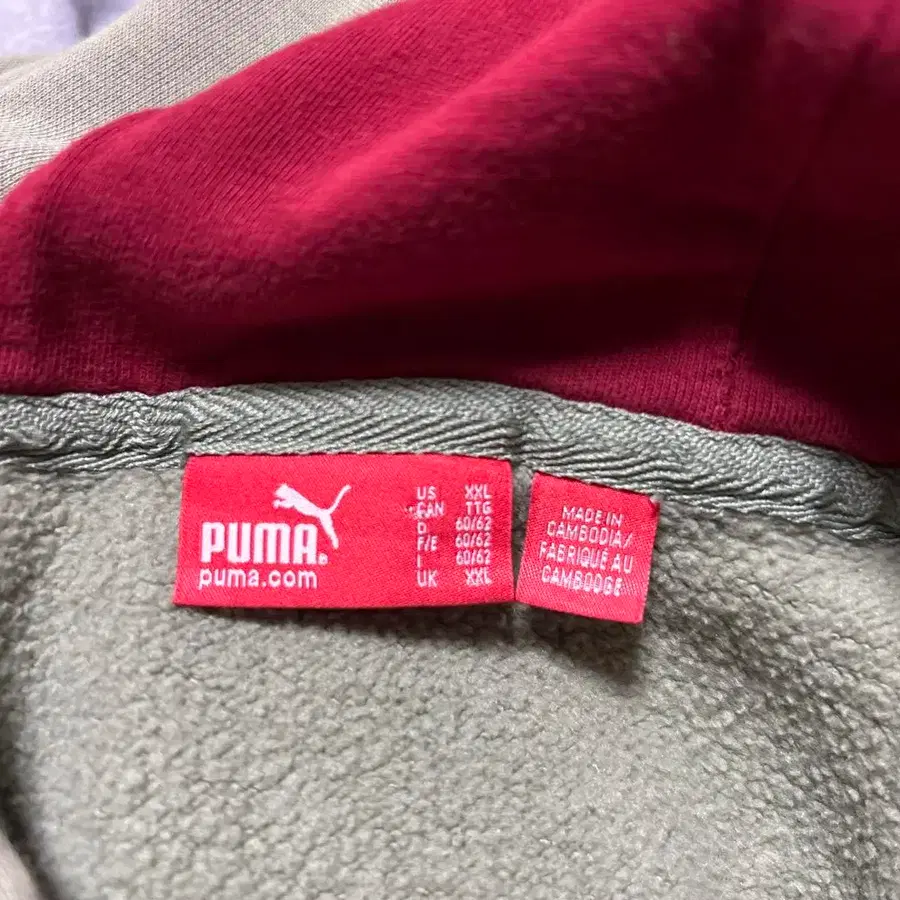 PUMA®
puma.com
US XXL
CAN TTG
D 60/62
F/E 60/62
I 60/62
UK XXL
MADE IN
CAMBODIA/
FABRIQUÉ AU
CAMBODGE